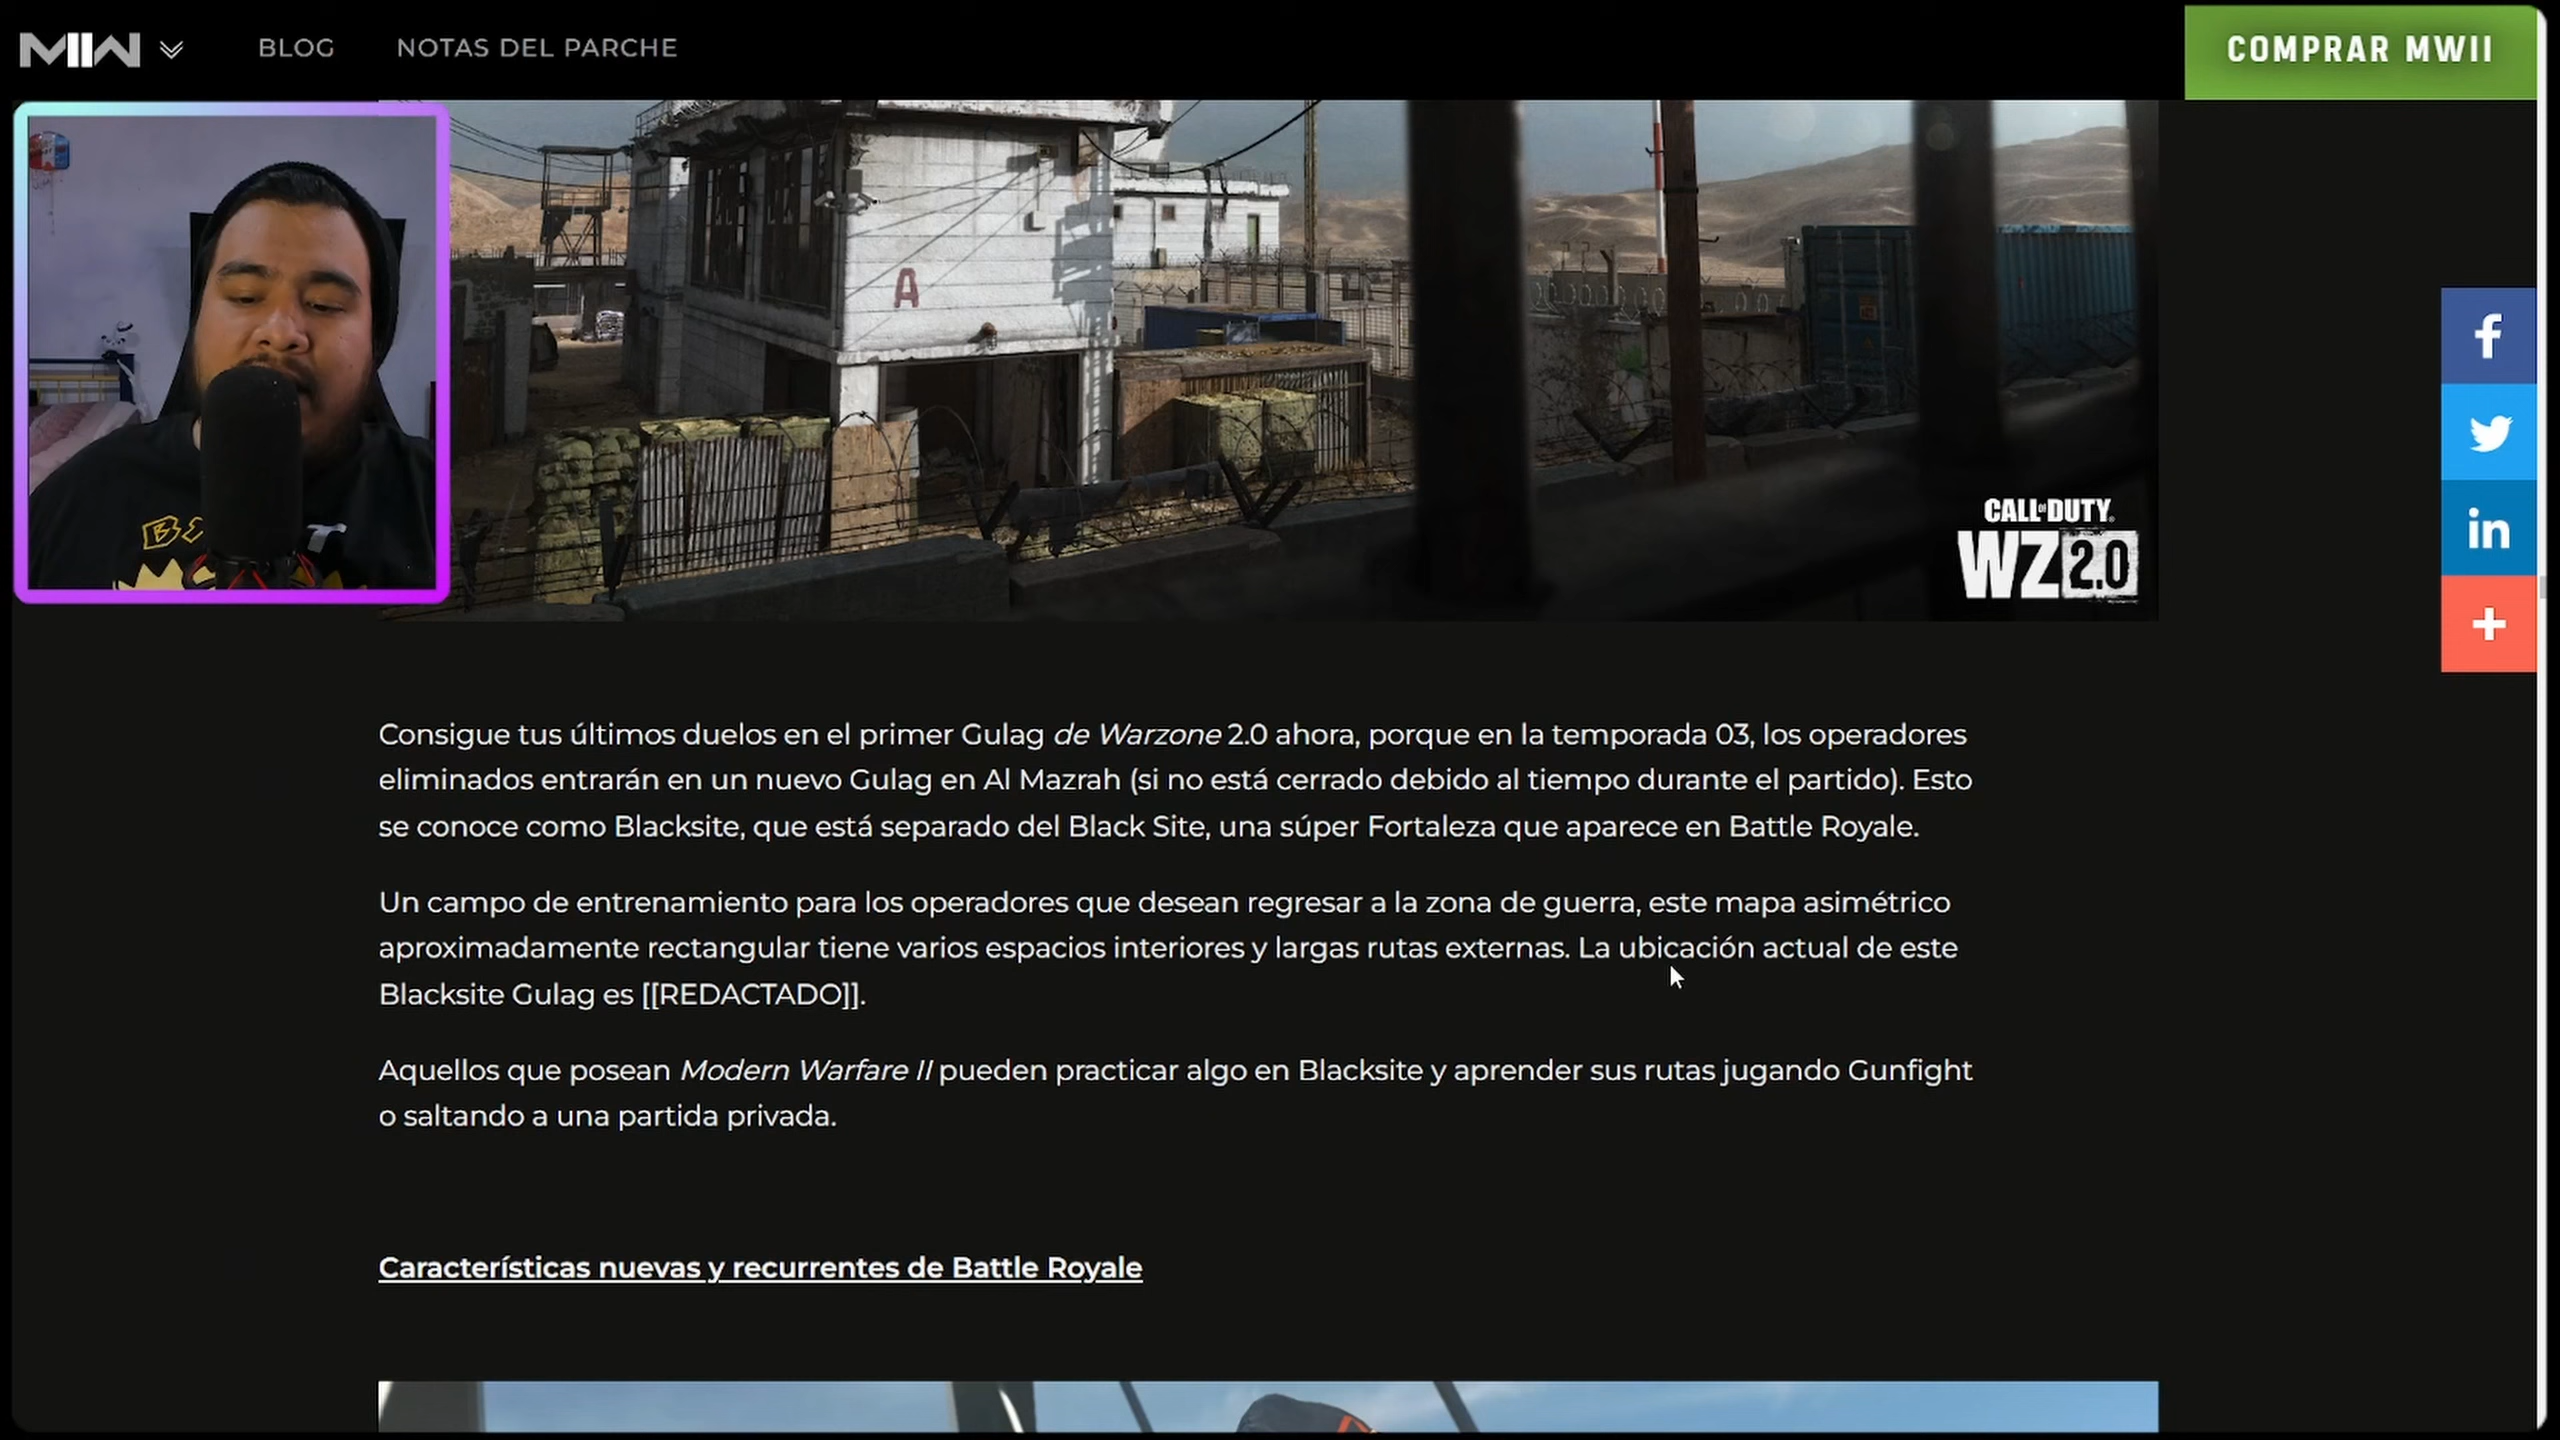 MIIW
BLOG
NOTAS DEL PARCHE
COMPRAR MWII
A
CALL OF DUTY
WZ 2.0
f
in
Consigue tus últimos duelos en el primer Gulag de Warzone 2.0 ahora, porque en la temporada 03, los operadores
eliminados entrarán en un nuevo Gulag en Al Mazrah (si no está cerrado debido al tiempo durante el partido). Esto
se conoce como Blacksite, que está separado del Black Site, una súper Fortaleza que aparece en Battle Royale.
Un campo de entrenamiento para los operadores que desean regresar a la zona de guerra, este mapa asimétrico
aproximadamente rectangular tiene varios espacios interiores y largas rutas externas. La ubicación actual de este
Blacksite Gulag es [[REDACTADO]].
Aquellos que posean Modern Warfare II pueden practicar algo en Blacksite y aprender sus rutas jugando Gunfight
o saltando a una partida privada.
Características nuevas y recurrentes de Battle Royale